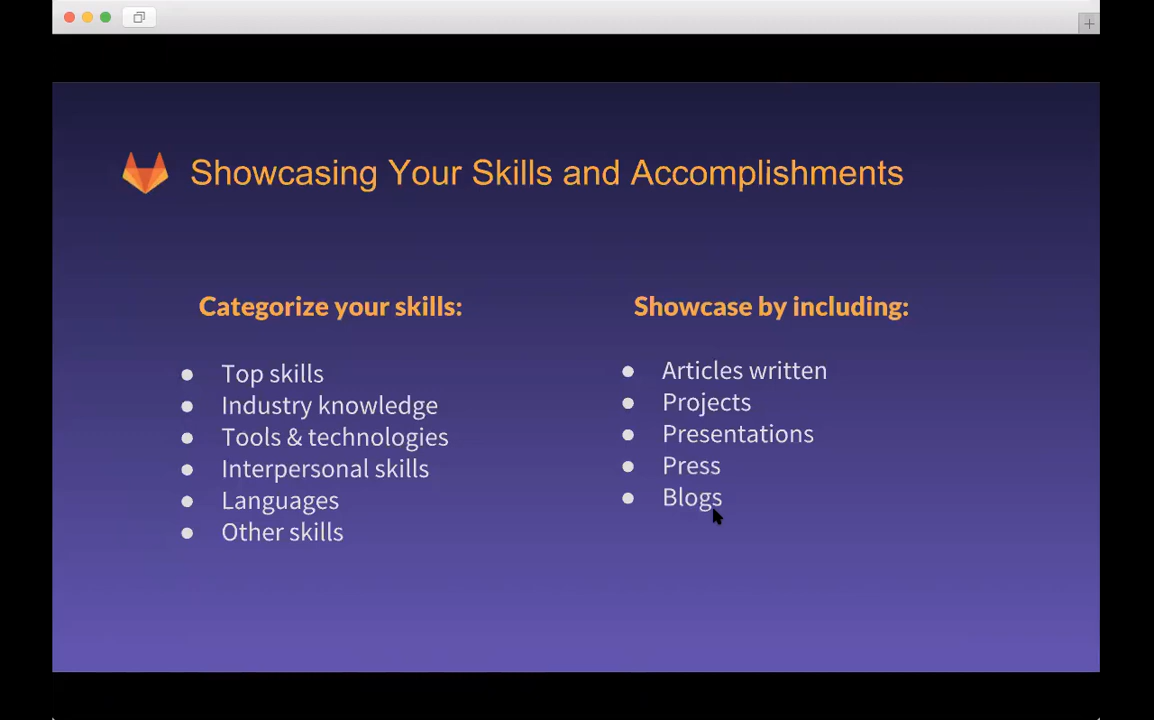 Showcasing Your Skills and Accomplishments
Categorize your skills:
Top skills
Industry knowledge
Tools & technologies
Interpersonal skills
Languages
Other skills
Showcase by including:
Articles written
Projects
Presentations
Press
Blogs